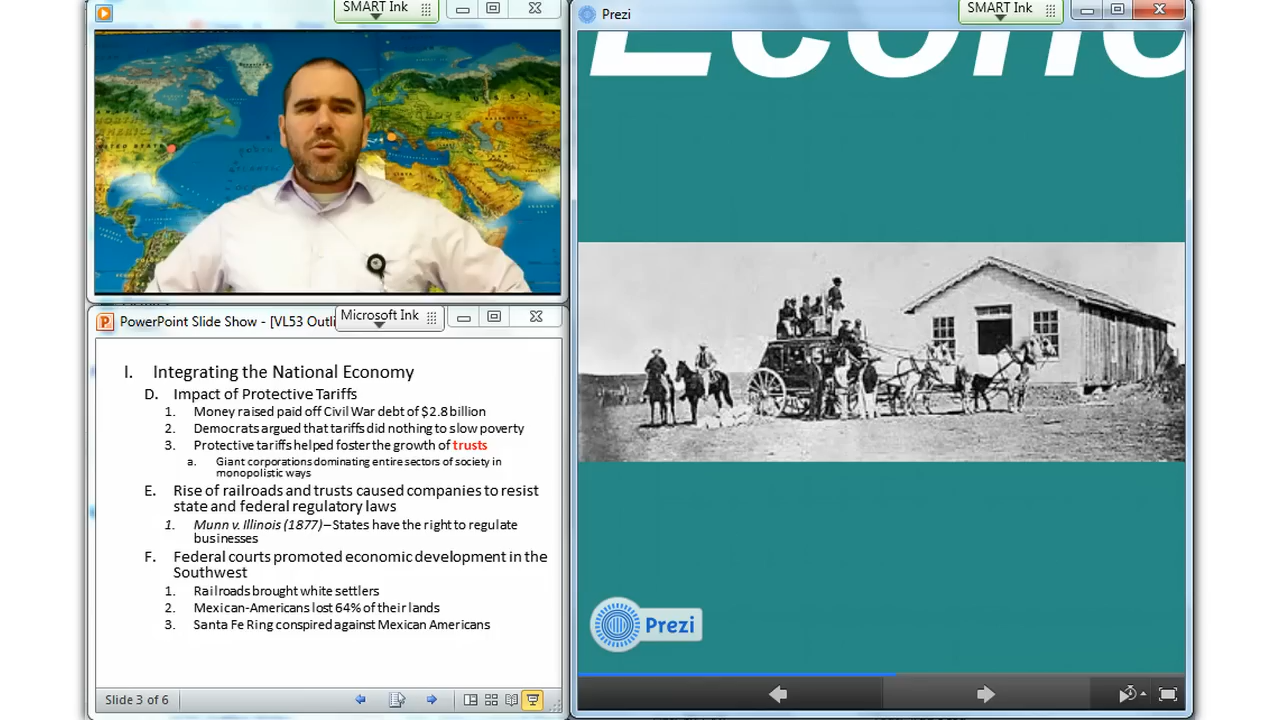 SMART Ink
Prezi
SMART Ink
Econo
PowerPoint Slide Show - [VL53 Outli
Microsoft Ink
I. Integrating the National Economy
D. Impact of Protective Tariffs
1. Money raised paid off Civil War debt of $2.8 billion
2. Democrats argued that tariffs did nothing to slow poverty
3. Protective tariffs helped foster the growth of trusts
a. Giant corporations dominating entire sectors of society in
monopolistic ways
E. Rise of railroads and trusts caused companies to resist
state and federal regulatory laws
1. Munn v. Illinois (1877) – States have the right to regulate
businesses
F. Federal courts promoted economic development in the
Southwest
1. Railroads brought white settlers
2. Mexican-Americans lost 64% of their lands
3. Santa Fe Ring conspired against Mexican Americans
Prezi
Slide 3 of 6